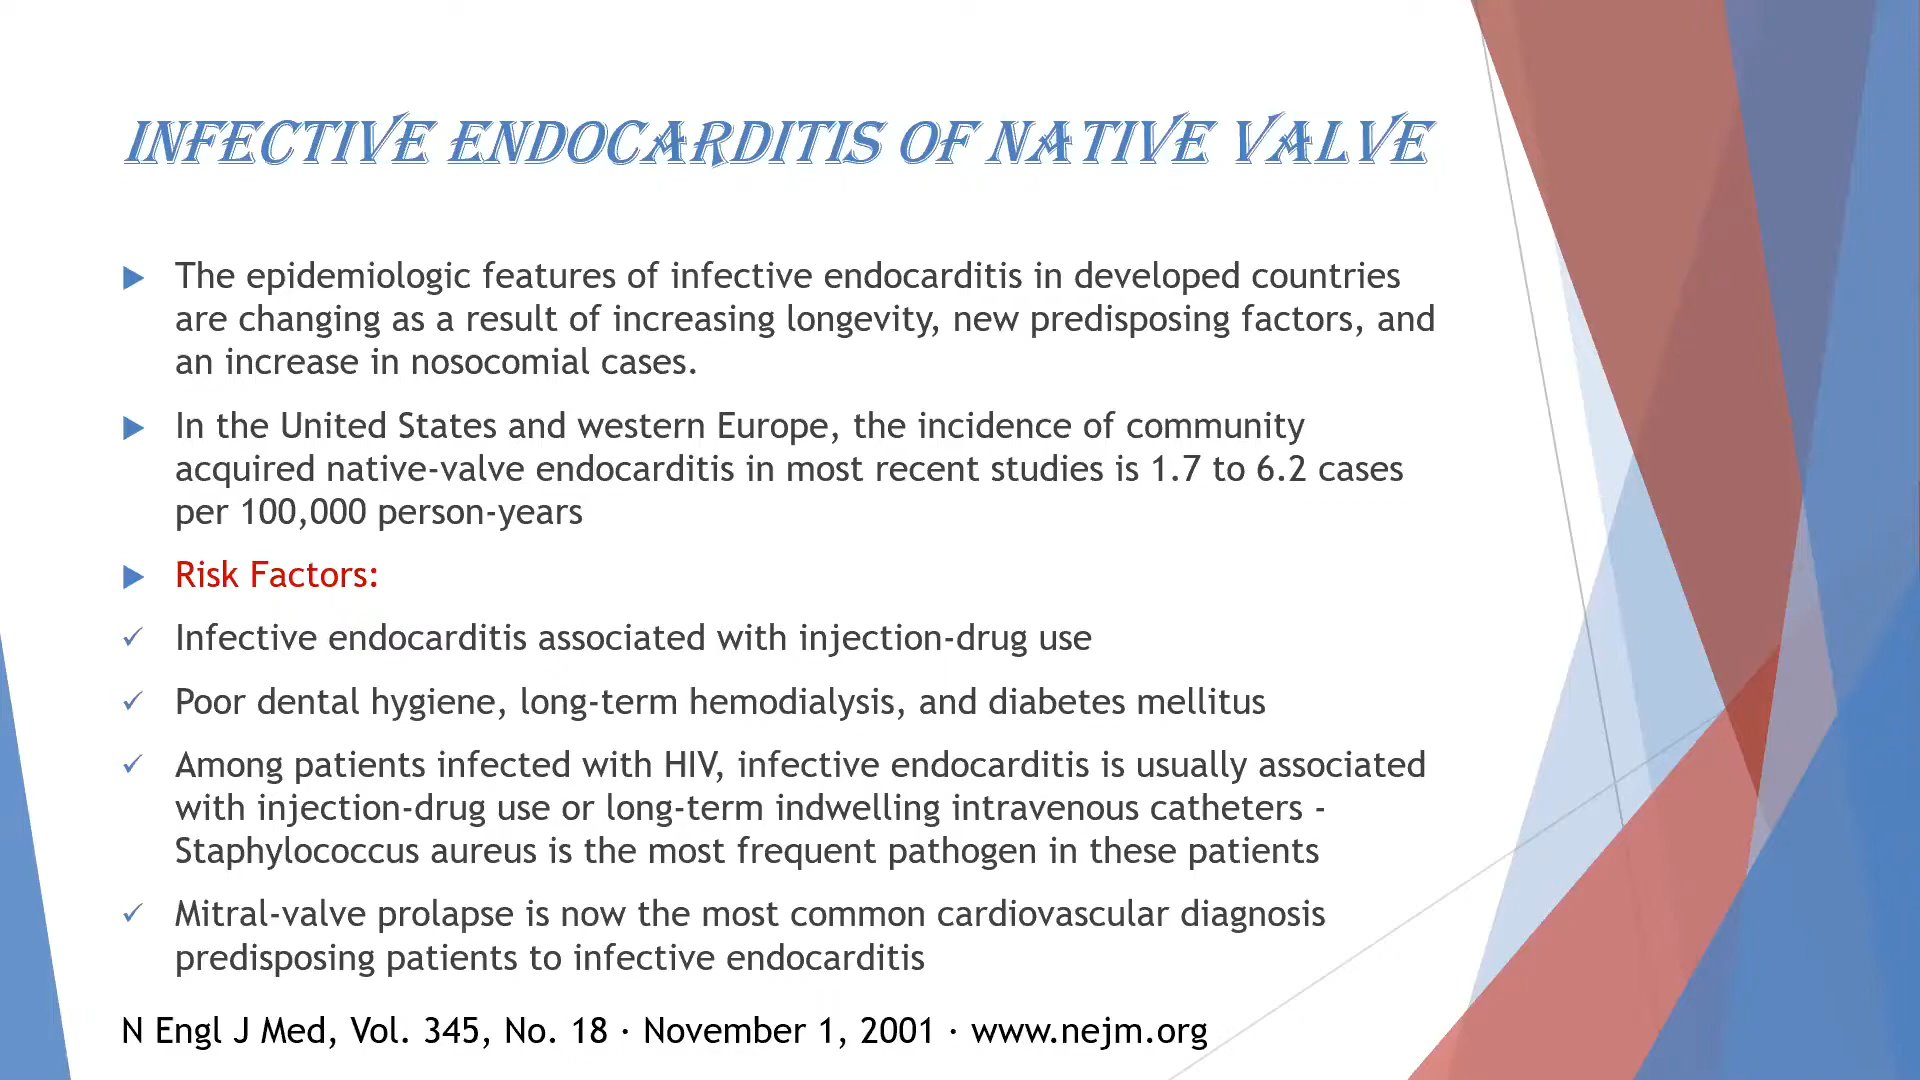 INFECTIVE ENDOCARDITIS OF NATIVE VALVE
The epidemiologic features of infective endocarditis in developed countries
are changing as a result of increasing longevity, new predisposing factors, and
an increase in nosocomial cases.
In the United States and western Europe, the incidence of community
acquired native-valve endocarditis in most recent studies is 1.7 to 6.2 cases
per 100,000 person-years
Risk Factors:
Infective endocarditis associated with injection-drug use
Poor dental hygiene, long-term hemodialysis, and diabetes mellitus
Among patients infected with HIV, infective endocarditis is usually associated
with injection-drug use or long-term indwelling intravenous catheters -
Staphylococcus aureus is the most frequent pathogen in these patients
Mitral-valve prolapse is now the most common cardiovascular diagnosis
predisposing patients to infective endocarditis
N Engl J Med, Vol. 345, No. 18 · November 1, 2001 · www.nejm.org